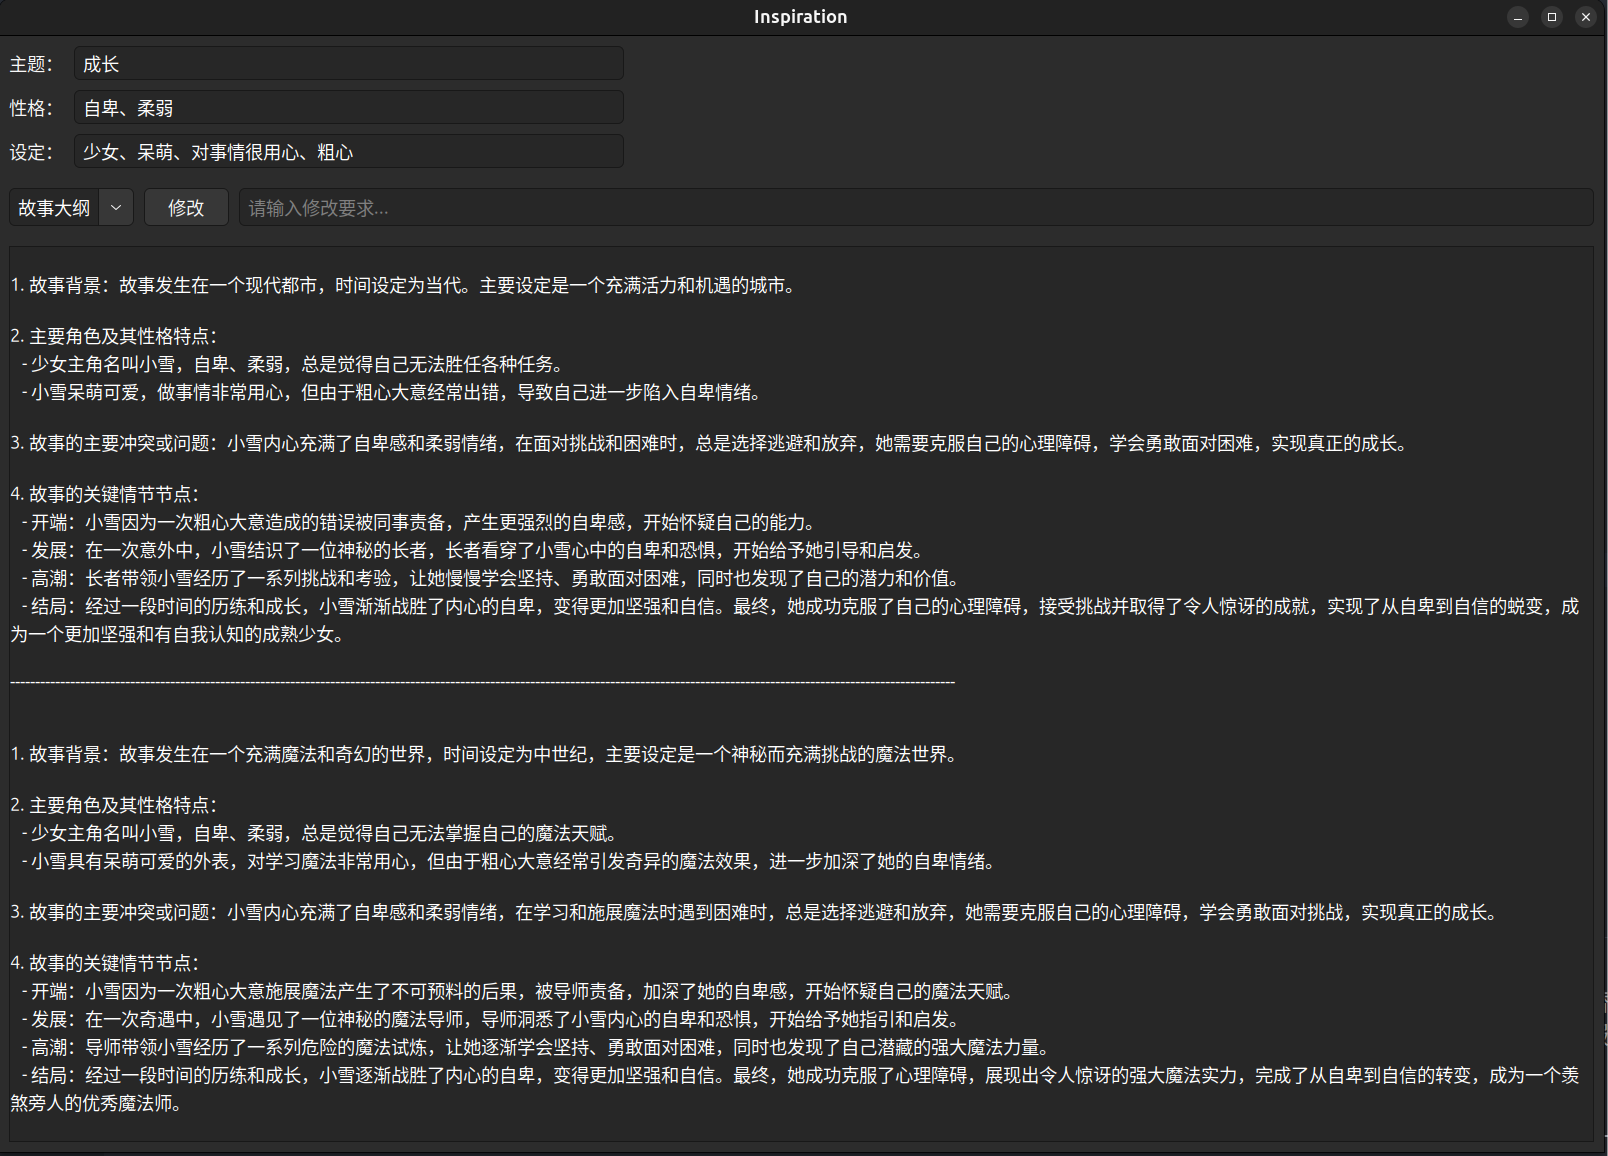 Inspiration
主题： 成长
性格： 自卑、柔弱
设定： 少女、呆萌、对事情很用心、粗心
故事大纲 修改 请输入修改要求...
1. 故事背景：故事发生在一个现代都市，时间设定为当代。主要设定是一个充满活力和机遇的城市。
2. 主要角色及其性格特点：
- 少女主角名叫小雪，自卑、柔弱，总是觉得自己无法胜任各种任务。
- 小雪呆萌可爱，做事情非常用心，但由于粗心大意经常出错，导致自己进一步陷入自卑情绪。
3. 故事的主要冲突或问题：小雪内心充满了自卑感和柔弱情绪，在面对挑战和困难时，总是选择逃避和放弃，她需要克服自己的心理障碍，学会勇敢面对困难，实现真正的成长。
4. 故事的关键情节节点：
- 开端：小雪因为一次粗心大意造成的错误被同事责备，产生更强烈的自卑感，开始怀疑自己的能力。
- 发展：在一次意外中，小雪结识了一位神秘的长者，长者看穿了小雪心中的自卑和恐惧，开始给予她引导和启发。
- 高潮：长者带领小雪经历了一系列挑战和考验，让她慢慢学会坚持、勇敢面对困难，同时也发现了自己的潜力和价值。
- 结局：经过一段时间的历练和成长，小雪渐渐战胜了内心的自卑，变得更加坚强和自信。最终，她成功克服了自己的心理障碍，接受挑战并取得了令人惊讶的成就，实现了从自卑到自信的蜕变，成
为一个更加坚强和有自我认知的成熟少女。
1. 故事背景：故事发生在一个充满魔法和奇幻的世界，时间设定为中世纪，主要设定是一个神秘而充满挑战的魔法世界。
2. 主要角色及其性格特点：
- 少女主角名叫小雪，自卑、柔弱，总是觉得自己无法掌握自己的魔法天赋。
- 小雪具有呆萌可爱的外表，对学习魔法非常用心，但由于粗心大意经常引发奇异的魔法效果，进一步加深了她的自卑情绪。
3. 故事的主要冲突或问题：小雪内心充满了自卑感和柔弱情绪，在学习和施展魔法时遇到困难时，总是选择逃避和放弃，她需要克服自己的心理障碍，学会勇敢面对挑战，实现真正的成长。
4. 故事的关键情节节点：
- 开端：小雪因为一次粗心大意施展魔法产生了不可预料的后果，被导师责备，加深了她的自卑感，开始怀疑自己的魔法天赋。
- 发展：在一次奇遇中，小雪遇见了一位神秘的魔法导师，导师洞悉了小雪内心的自卑和恐惧，开始给予她指引和启发。
- 高潮：导师带领小雪经历了一系列危险的魔法试炼，让她逐渐学会坚持、勇敢面对困难，同时也发现了自己潜藏的强大魔法力量。
- 结局：经过一段时间的历练和成长，小雪逐渐战胜了内心的自卑，变得更加坚强和自信。最终，她成功克服了心理障碍，展现出令人惊讶的强大魔法实力，完成了从自卑到自信的转变，成为一个羡
煞旁人的优秀魔法师。